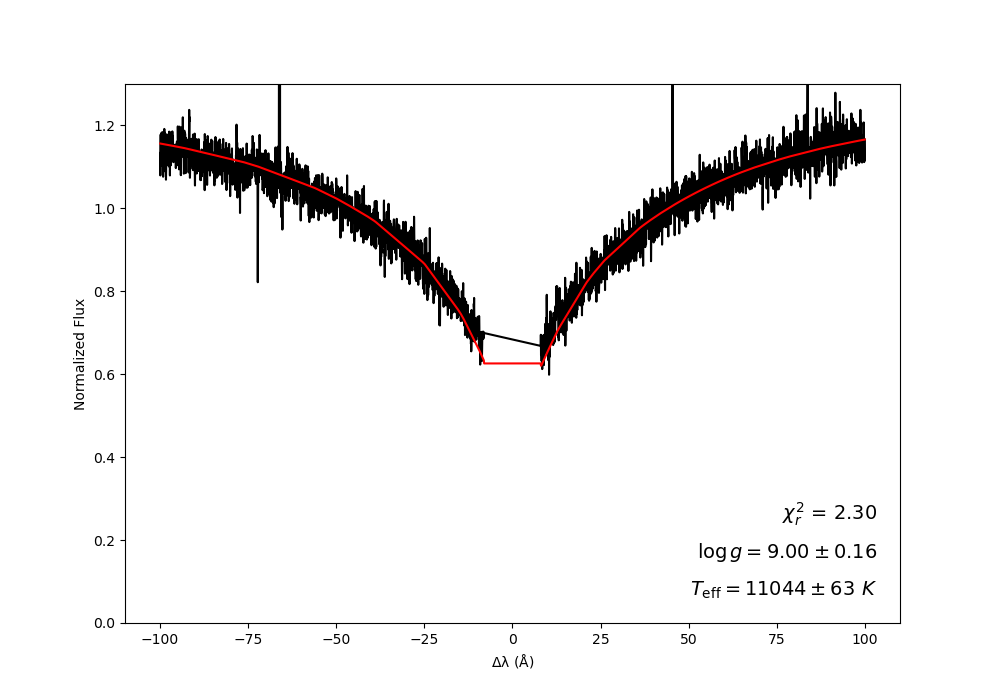 1.2
1.0
0.8
0.6
0.4
0.2
0.0
Normalized Flux
χ²ᵣ = 2.30
log g = 9.00 ± 0.16
T_eff = 11044 ± 63 K
−100 −75 −50 −25 0 25 50 75 100
Δλ (Å)